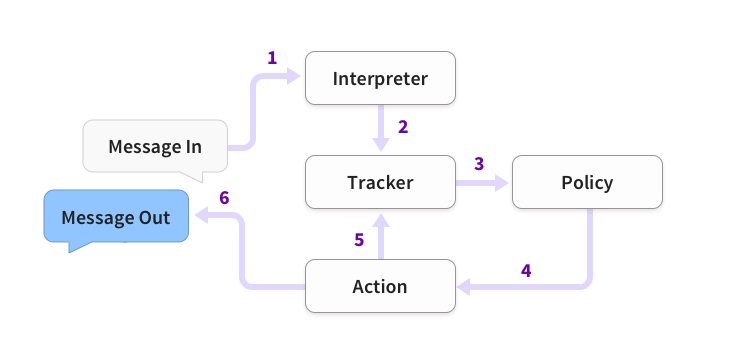 1
Interpreter
2
Message In
3
Tracker
Policy
6
Message Out
5
4
Action